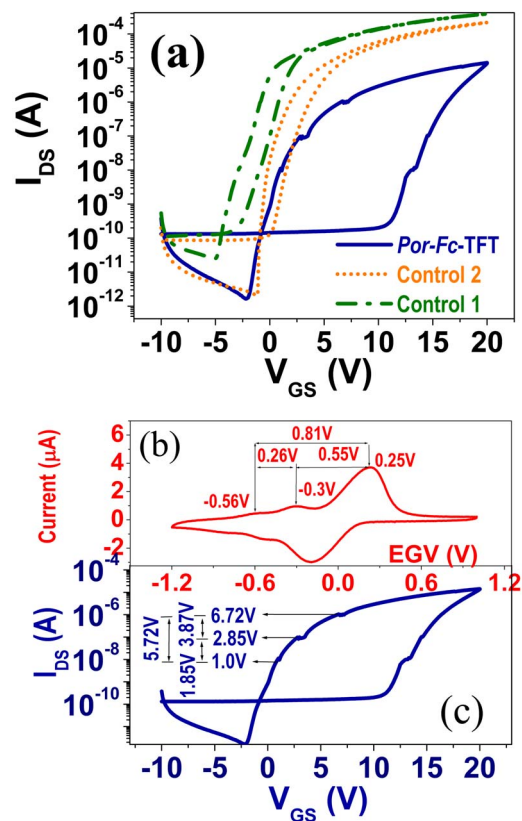 (a)
I_DS (A)
10^-4
10^-5
10^-6
10^-7
10^-8
10^-9
10^-10
10^-11
10^-12
Por-Fc-TFT
Control 2
Control 1
-10 -5 0 5 10 15 20
V_GS (V)
(b)
Current (μA)
6
4
2
0
-2
0.81V
0.26V 0.55V 0.25V
-0.56V -0.3V
EGV (V)
-1.2 -0.6 0.0 0.6 1.2
I_DS (A)
10^-4
10^-6
10^-8
10^-10
5.72V
3.87V
1.85V
6.72V
2.85V
1.0V
(c)
-10 -5 0 5 10 15 20
V_GS (V)